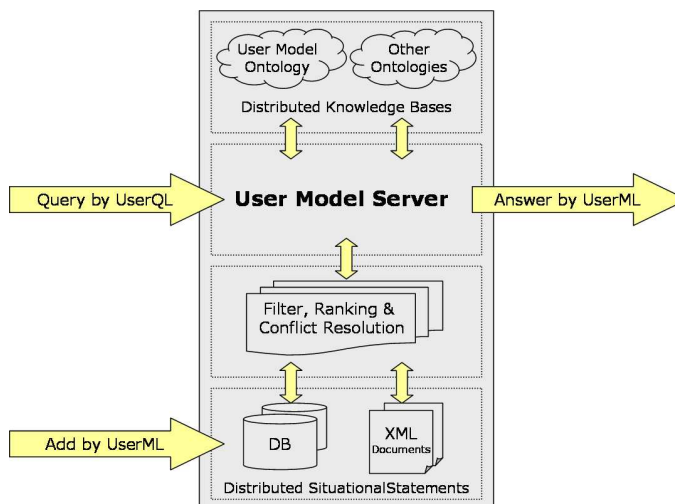 User Model
Ontology
Other
Ontologies
Distributed Knowledge Bases
Query by UserQL
User Model Server
Answer by UserML
Filter, Ranking &
Conflict Resolution
Add by UserML
DB
XML
Documents
Distributed SituationalStatements